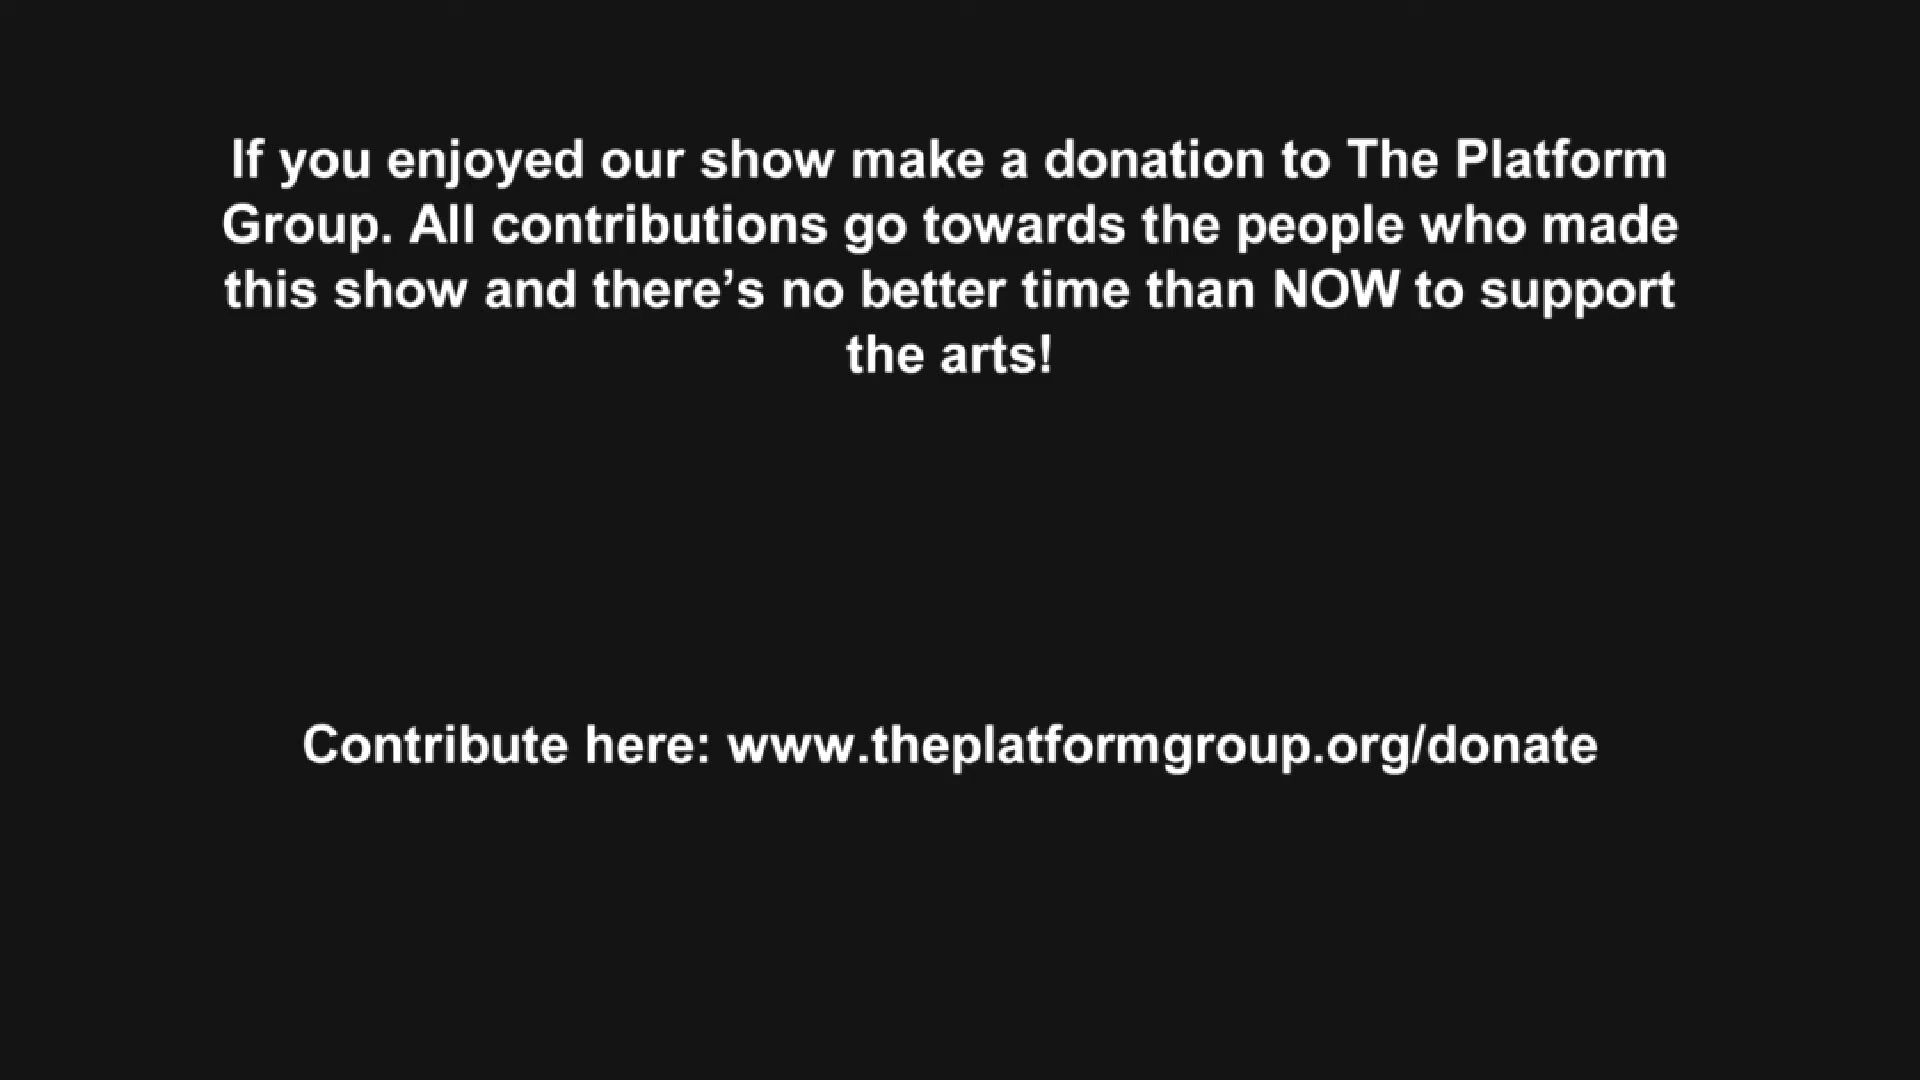 If you enjoyed our show make a donation to The Platform
Group. All contributions go towards the people who made
this show and there’s no better time than NOW to support
the arts!
Contribute here: www.theplatformgroup.org/donate